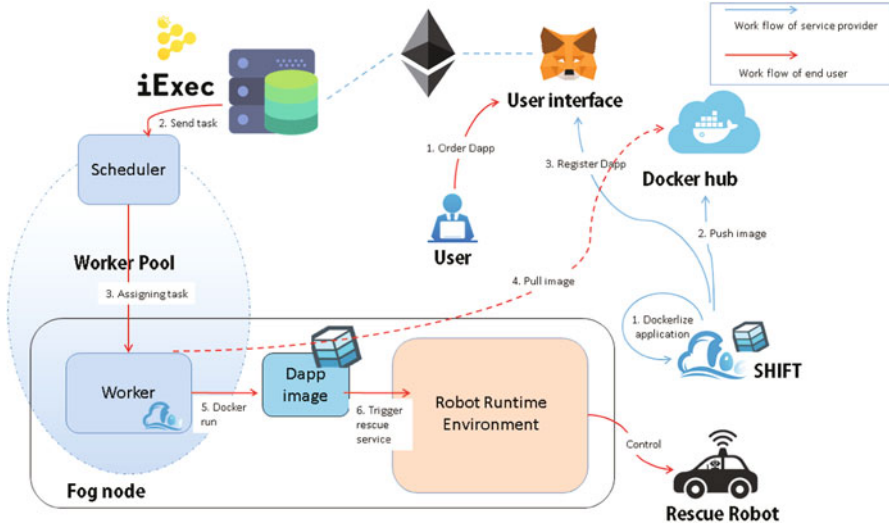 Work flow of service provider
Work flow of end user
iExec
User interface
2. Send task
1. Order Dapp
3. Register Dapp
Docker hub
Scheduler
User
2. Push image
Worker Pool
3. Assigning task
4. Pull image
1. Dockerlize
application
SHIFT
Worker
Dapp
image
5. Docker
run
6. Trigger
rescue
service
Robot Runtime
Environment
Control
Fog node
Rescue Robot